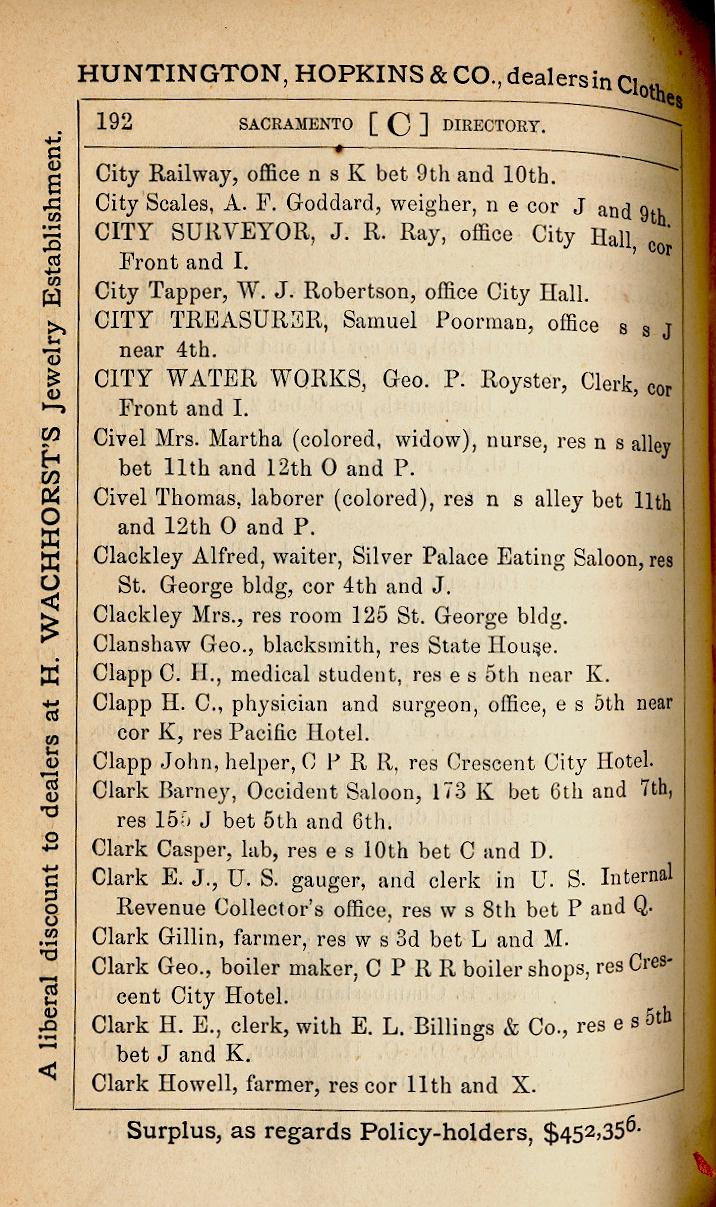 HUNTINGTON, HOPKINS & CO., dealers in Clothes
192 SACRAMENTO [ C ] DIRECTORY.
City Railway, office n s K bet 9th and 10th.
City Scales, A. F. Goddard, weigher, n e cor J and 9th.
CITY SURVEYOR, J. R. Ray, office City Hall, cor
Front and I.
City Tapper, W. J. Robertson, office City Hall.
CITY TREASURER, Samuel Poorman, office s s J
near 4th.
CITY WATER WORKS, Geo. P. Royster, Clerk, cor
Front and I.
Civel Mrs. Martha (colored, widow), nurse, res n s alley
bet 11th and 12th O and P.
Civel Thomas, laborer (colored), res n s alley bet 11th
and 12th O and P.
Clackley Alfred, waiter, Silver Palace Eating Saloon, res
St. George bldg, cor 4th and J.
Clackley Mrs., res room 125 St. George bldg.
Clanshaw Geo., blacksmith, res State House.
Clapp C. H., medical student, res e s 5th near K.
Clapp H. C., physician and surgeon, office, e s 5th near
cor K, res Pacific Hotel.
Clapp John, helper, C P R R, res Crescent City Hotel.
Clark Barney, Occident Saloon, 173 K bet 6th and 7th,
res 155 J bet 5th and 6th.
Clark Casper, lab, res e s 10th bet C and D.
Clark E. J., U. S. gauger, and clerk in U. S. Internal
Revenue Collector's office, res w s 8th bet P and Q.
Clark Gillin, farmer, res w s 3d bet L and M.
Clark Geo., boiler maker, C P R R boiler shops, res Cres-
cent City Hotel.
Clark H. E., clerk, with E. L. Billings & Co., res e s 5th
bet J and K.
Clark Howell, farmer, res cor 11th and X.
Surplus, as regards Policy-holders, $452,356.
A liberal discount to dealers at H. WACHHORST'S Jewelry Establishment.